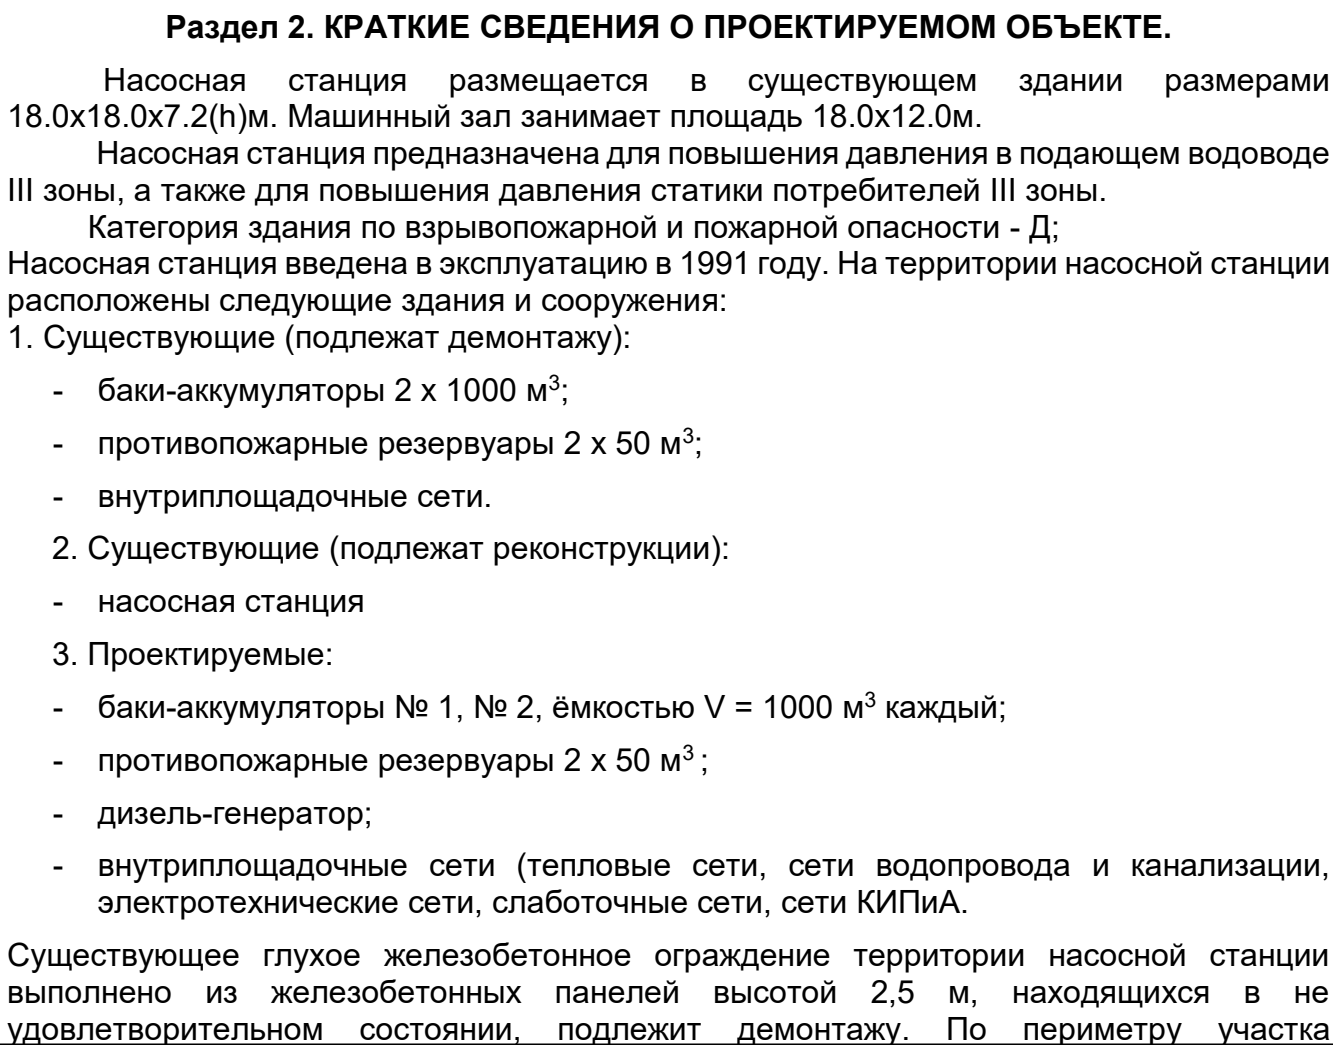 Раздел 2. КРАТКИЕ СВЕДЕНИЯ О ПРОЕКТИРУЕМОМ ОБЪЕКТЕ.
Насосная станция размещается в существующем здании размерами
18.0х18.0х7.2(h)м. Машинный зал занимает площадь 18.0х12.0м.
Насосная станция предназначена для повышения давления в подающем водоводе
III зоны, а также для повышения давления статики потребителей III зоны.
Категория здания по взрывопожарной и пожарной опасности - Д;
Насосная станция введена в эксплуатацию в 1991 году. На территории насосной станции
расположены следующие здания и сооружения:
1. Существующие (подлежат демонтажу):
- баки-аккумуляторы 2 х 1000 м³;
- противопожарные резервуары 2 х 50 м³;
- внутриплощадочные сети.
2. Существующие (подлежат реконструкции):
- насосная станция
3. Проектируемые:
- баки-аккумуляторы № 1, № 2, ёмкостью V = 1000 м³ каждый;
- противопожарные резервуары 2 х 50 м³ ;
- дизель-генератор;
- внутриплощадочные сети (тепловые сети, сети водопровода и канализации,
электротехнические сети, слаботочные сети, сети КИПиА.
Существующее глухое железобетонное ограждение территории насосной станции
выполнено из железобетонных панелей высотой 2,5 м, находящихся в не
удовлетворительном состоянии, подлежит демонтажу. По периметру участка